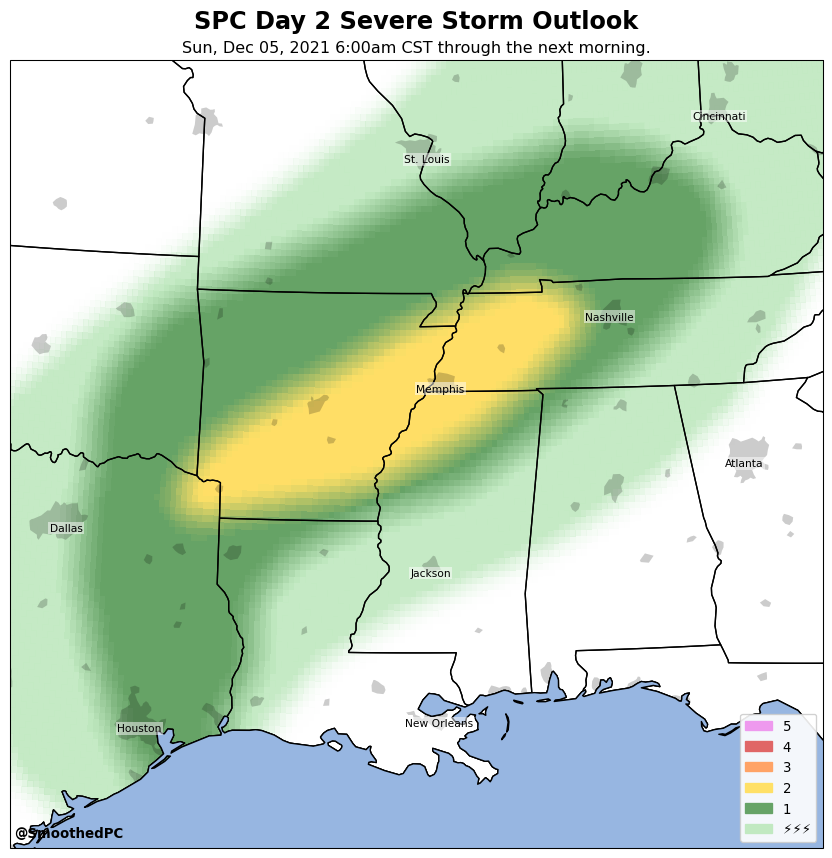 SPC Day 2 Severe Storm Outlook
Sun, Dec 05, 2021 6:00am CST through the next morning.
Cincinnati
St. Louis
Nashville
Memphis
Atlanta
Dallas
Jackson
New Orleans
Houston
5
4
3
2
1
⚡⚡⚡
@SmoothedPC